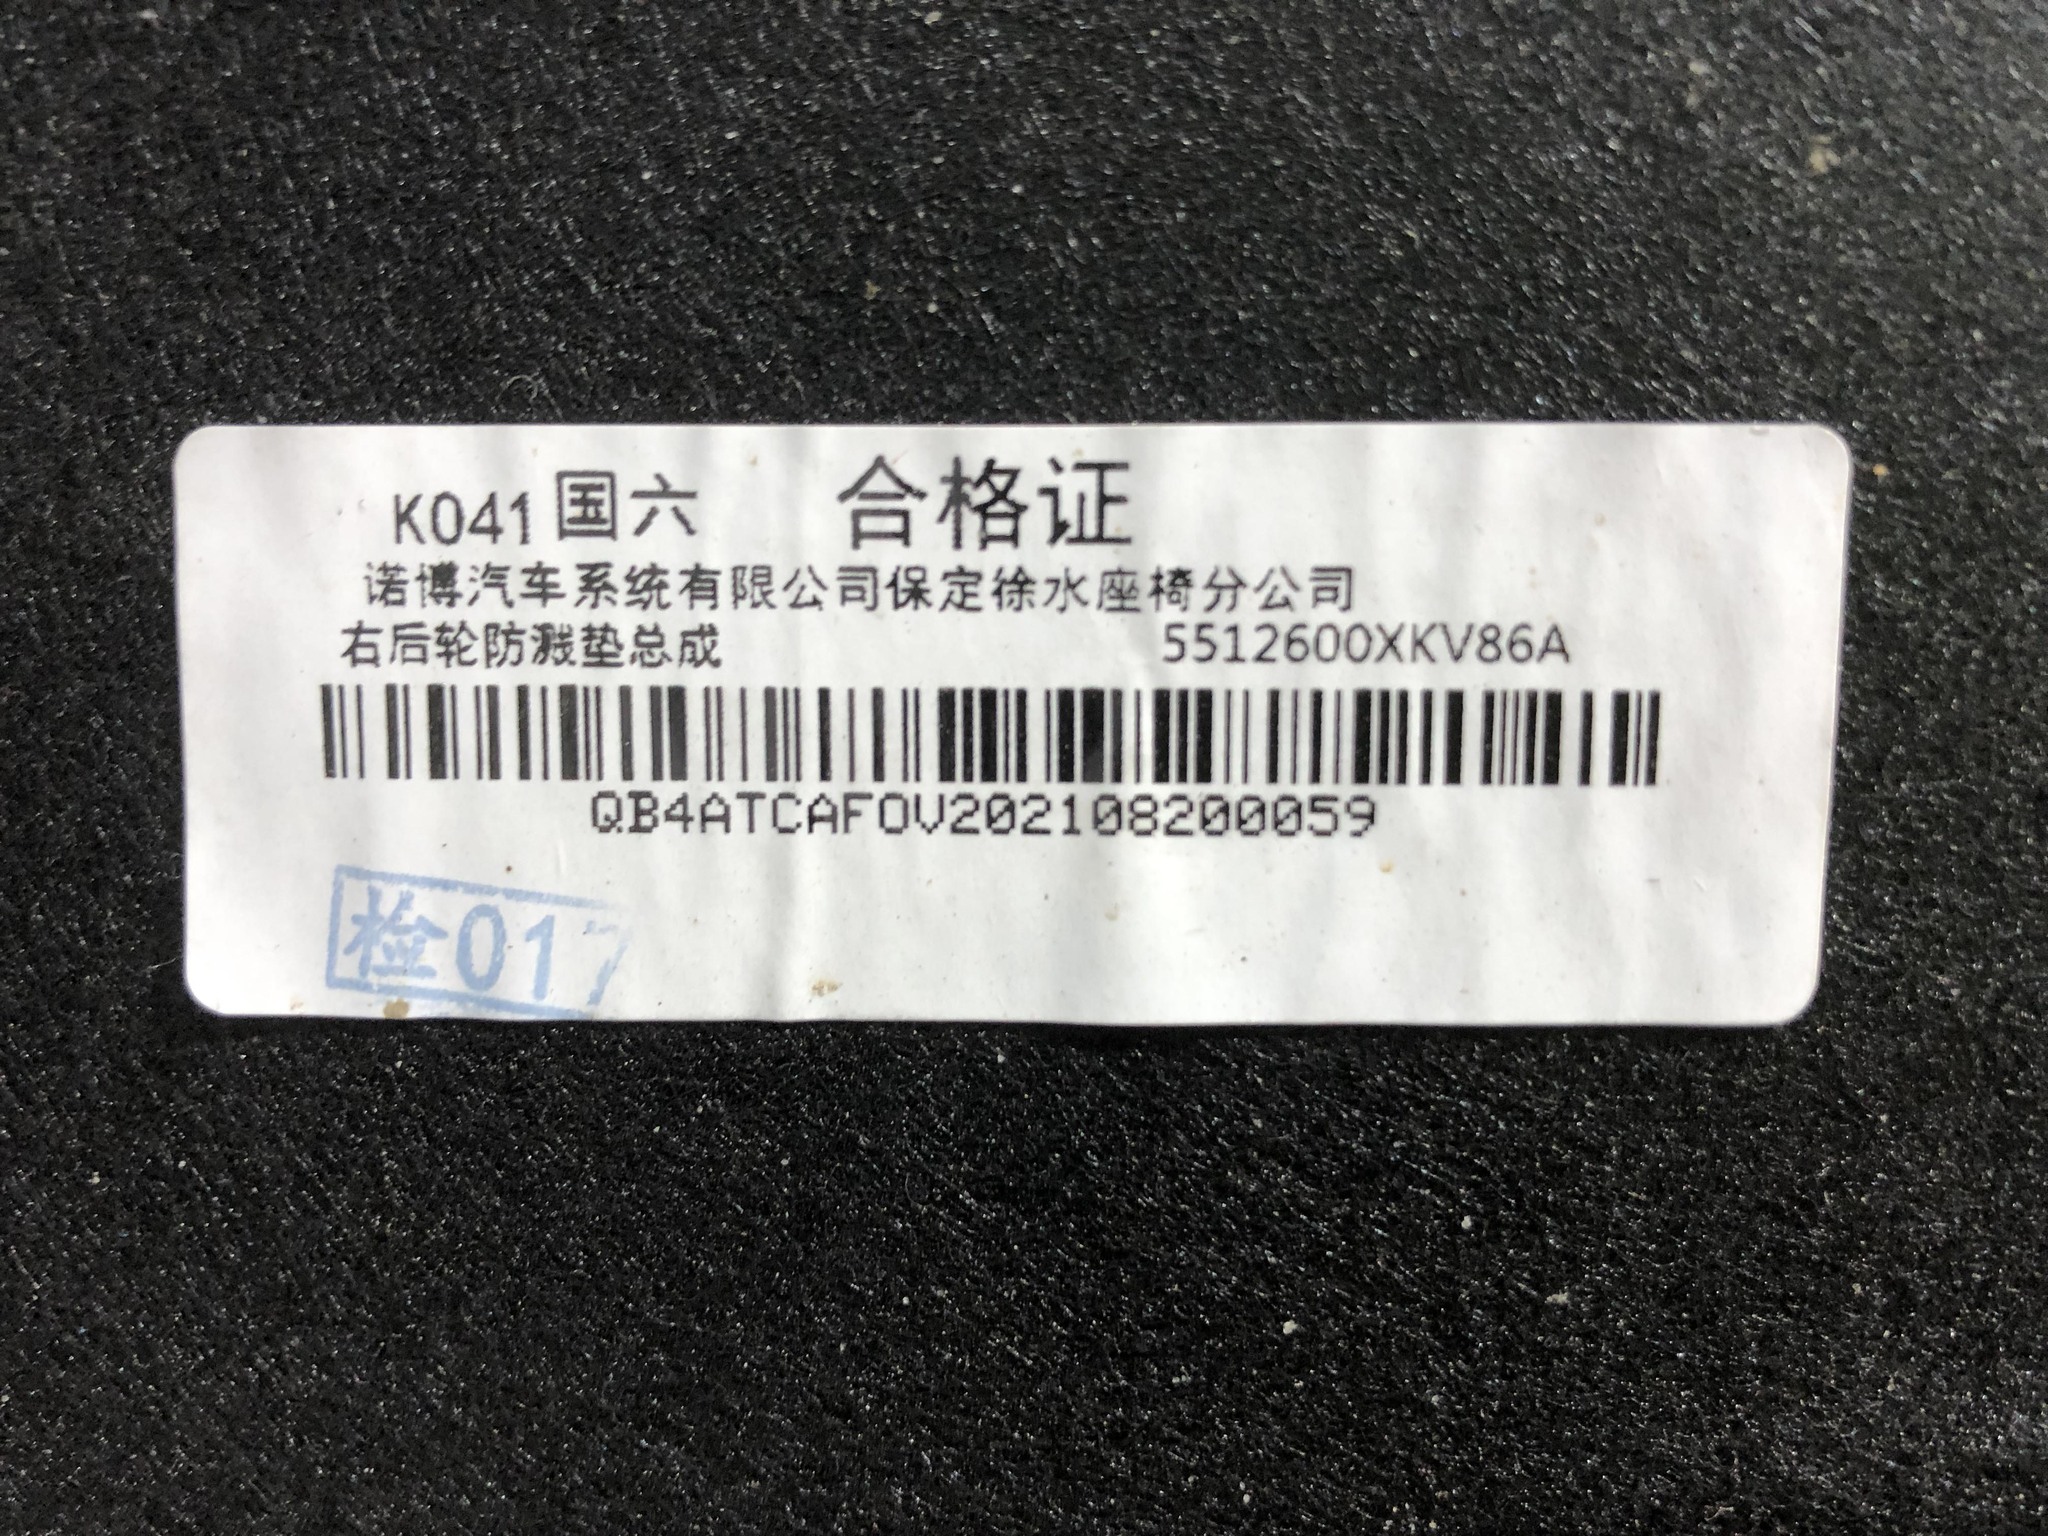 K041 国六 合格证
诺博汽车系统有限公司保定徐水座椅分公司
右后轮防溅垫总成 5512600XKV86A
QB4ATCAFOV202108200059
检017